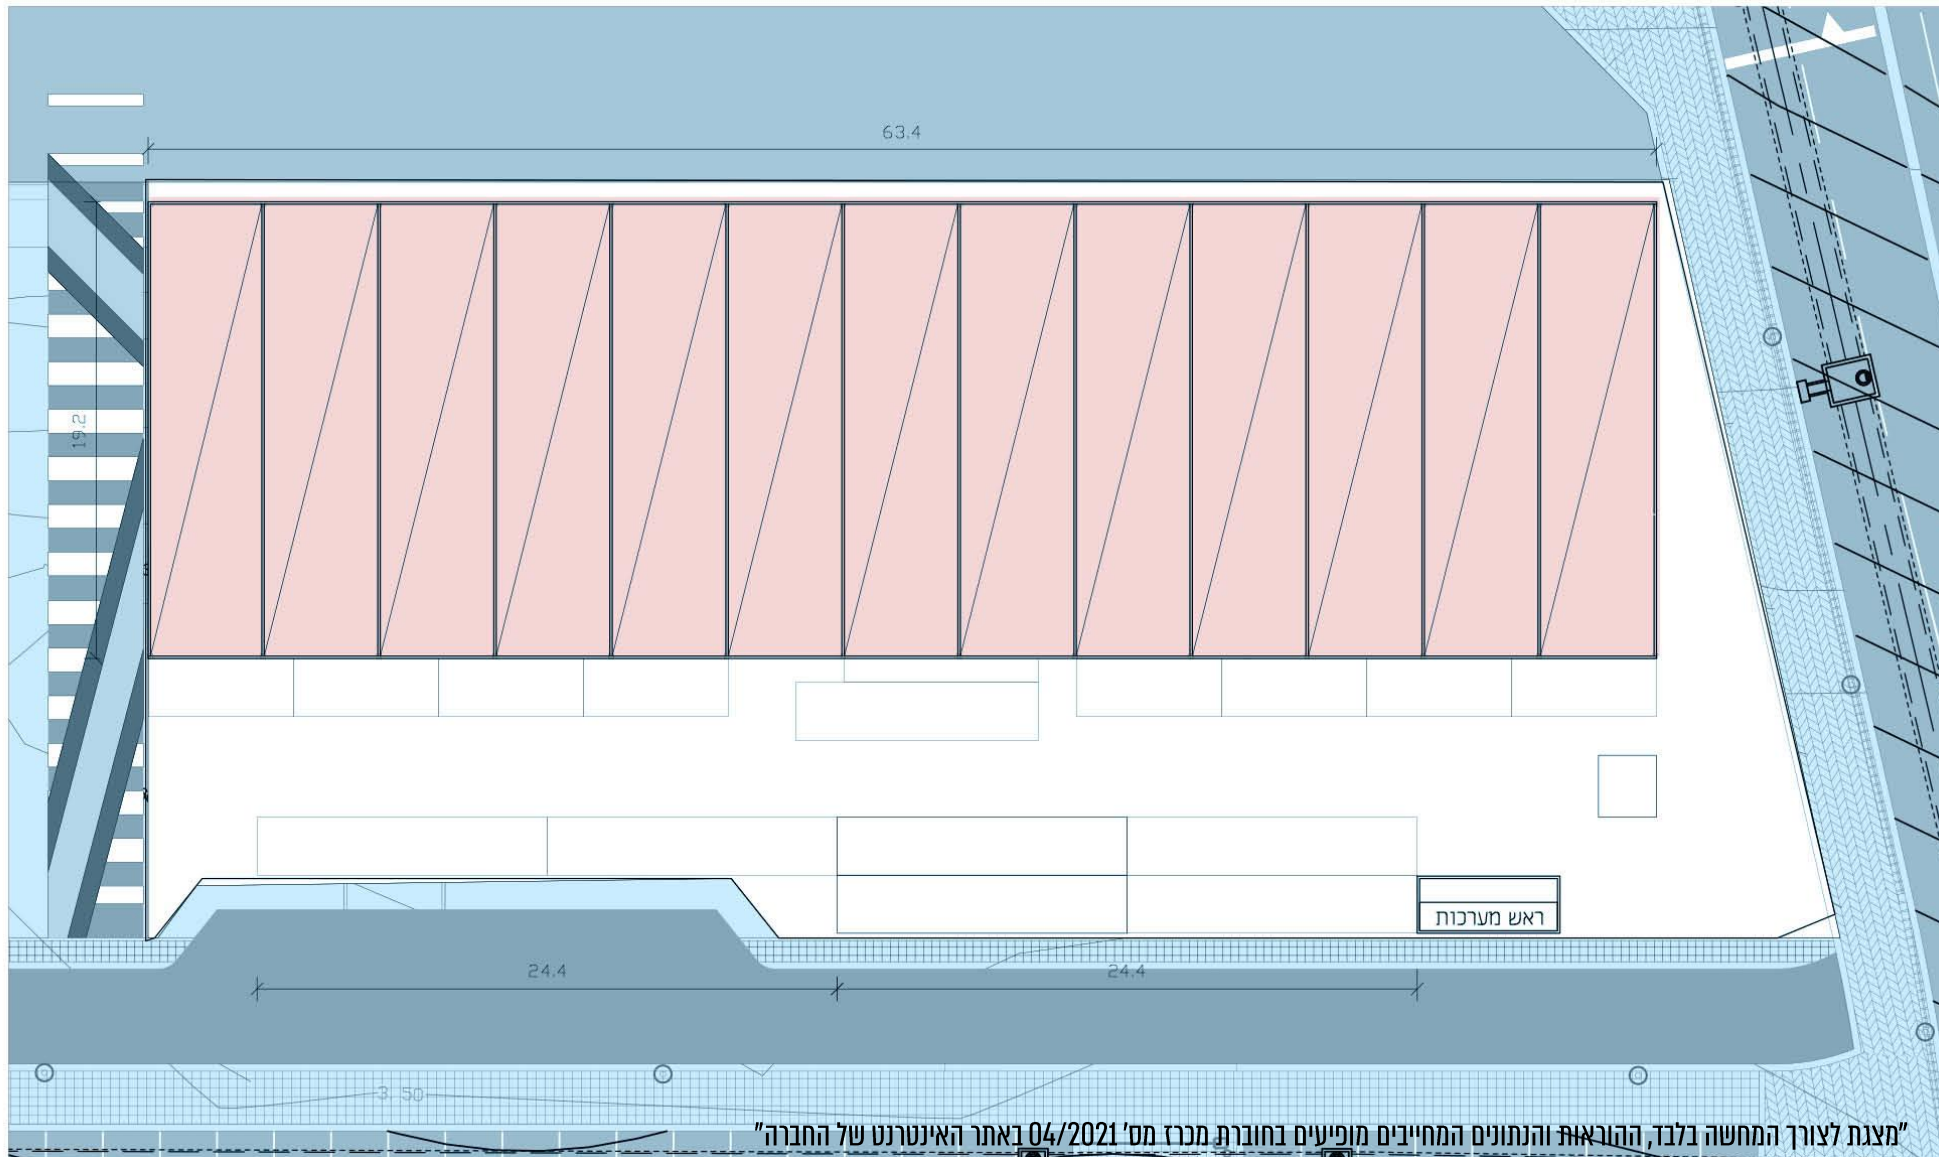 63.4
19.2
ראש מערכות
24.4
24.4
3.50
"מצגת לצורך המחשה בלבד, ההוראות והנתונים המחייבים מופיעים בחוברת מכרז מס' 04/2021 באתר האינטרנט של החברה"